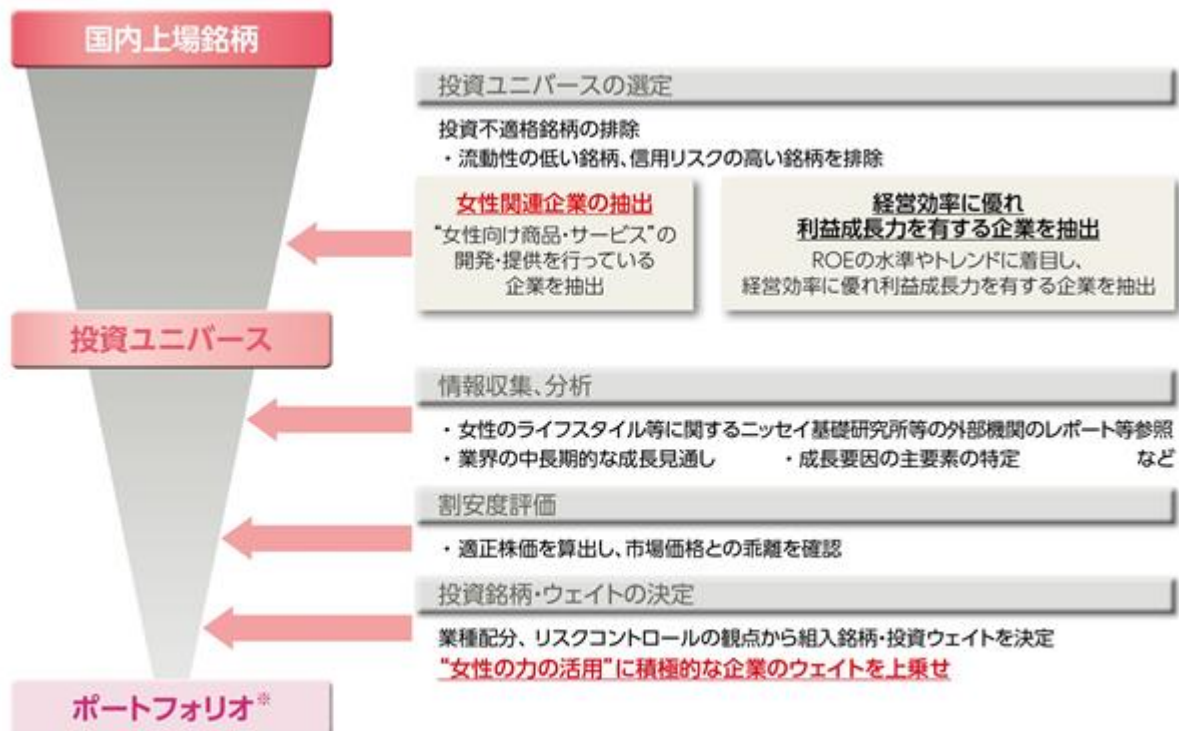 国内上場銘柄
投資ユニバースの選定
投資不適格銘柄の排除
・流動性の低い銘柄、信用リスクの高い銘柄を排除
女性関連企業の抽出
“女性向け商品・サービス”の
開発・提供を行っている
企業を抽出
経営効率に優れ
利益成長力を有する企業を抽出
ROEの水準やトレンドに着目し、
経営効率に優れ利益成長力を有する企業を抽出
投資ユニバース
情報収集、分析
・女性のライフスタイル等に関するニッセイ基礎研究所等の外部機関のレポート等参照
・業界の中長期的な成長見通し ・成長要因の主要素の特定 など
割安度評価
・適正株価を算出し、市場価格との乖離を確認
投資銘柄・ウェイトの決定
業種配分、リスクコントロールの観点から組入銘柄・投資ウェイトを決定
“女性の力の活用”に積極的な企業のウェイトを上乗せ
ポートフォリオ※